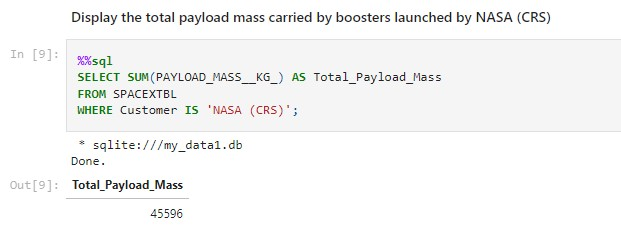 Display the total payload mass carried by boosters launched by NASA (CRS)
In [9]:
%%sql
SELECT SUM(PAYLOAD_MASS__KG_) AS Total_Payload_Mass
FROM SPACEXTBL
WHERE Customer IS 'NASA (CRS)';
* sqlite:///my_data1.db
Done.
Out[9]: Total_Payload_Mass
45596